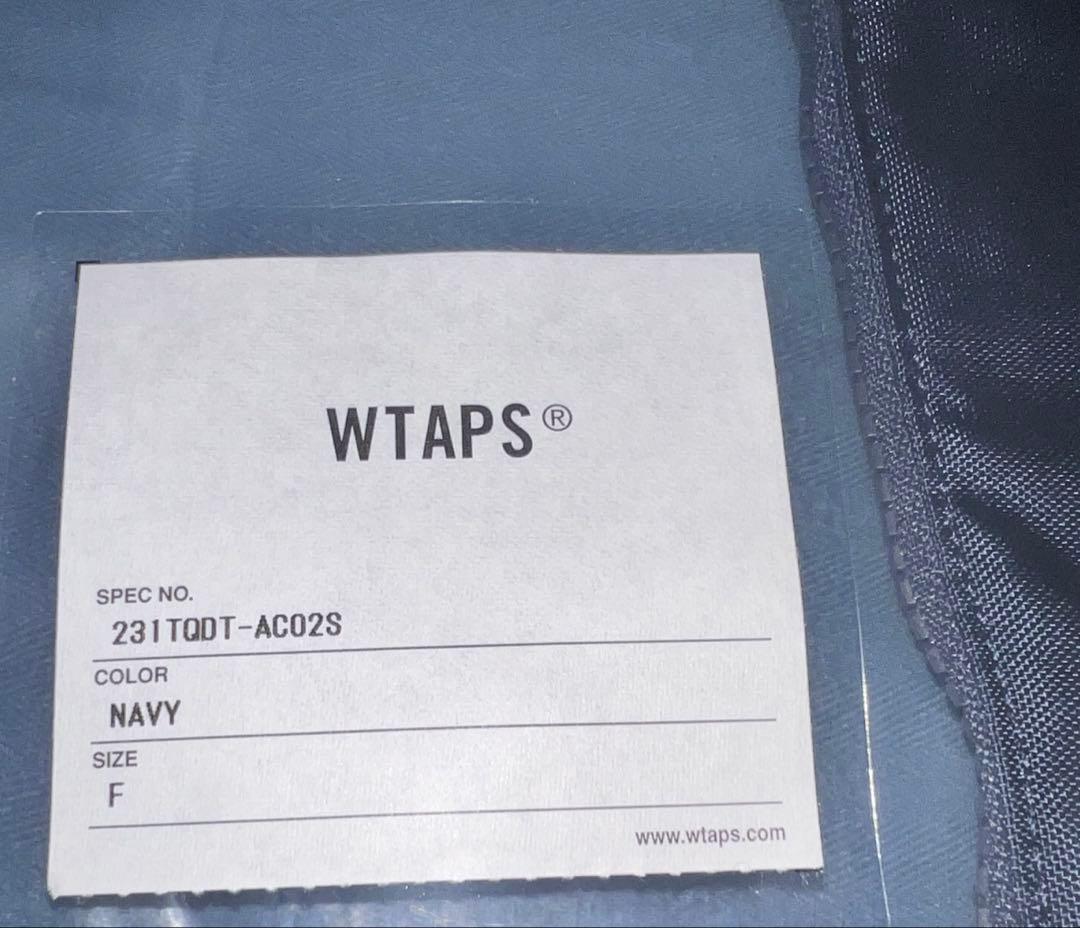 WTAPS®
SPEC NO.
231TQDT-AC02S
COLOR
NAVY
SIZE
F
www.wtaps.com